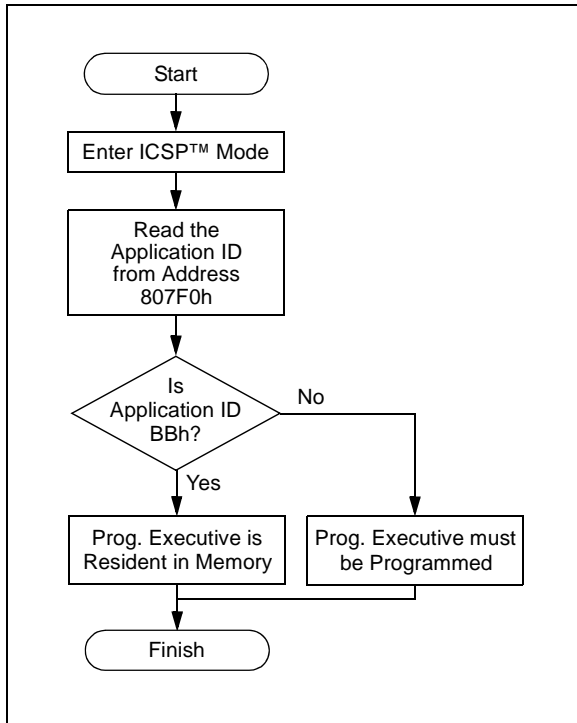 Start
Enter ICSP™ Mode
Read the
Application ID
from Address
807F0h
Is
Application ID
BBh?
No
Yes
Prog. Executive is
Resident in Memory
Prog. Executive must
be Programmed
Finish